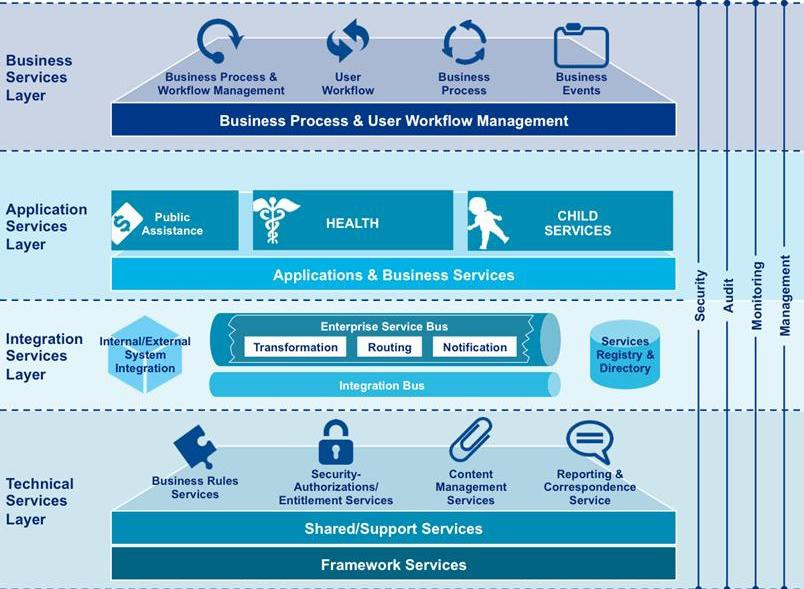 Business
Services
Layer
Business Process &
Workflow Management
User
Workflow
Business
Process
Business
Events
Business Process & User Workflow Management
Application
Services
Layer
$
Public
Assistance
HEALTH
CHILD
SERVICES
Applications & Business Services
Integration
Services
Layer
Internal/External
System
Integration
Enterprise Service Bus
Transformation
Routing
Notification
Integration Bus
Services
Registry &
Directory
Technical
Services
Layer
Business Rules
Services
Security-
Authorizations/
Entitlement Services
Content
Management
Services
Reporting &
Correspondence
Service
Shared/Support Services
Framework Services
Security
Audit
Monitoring
Management